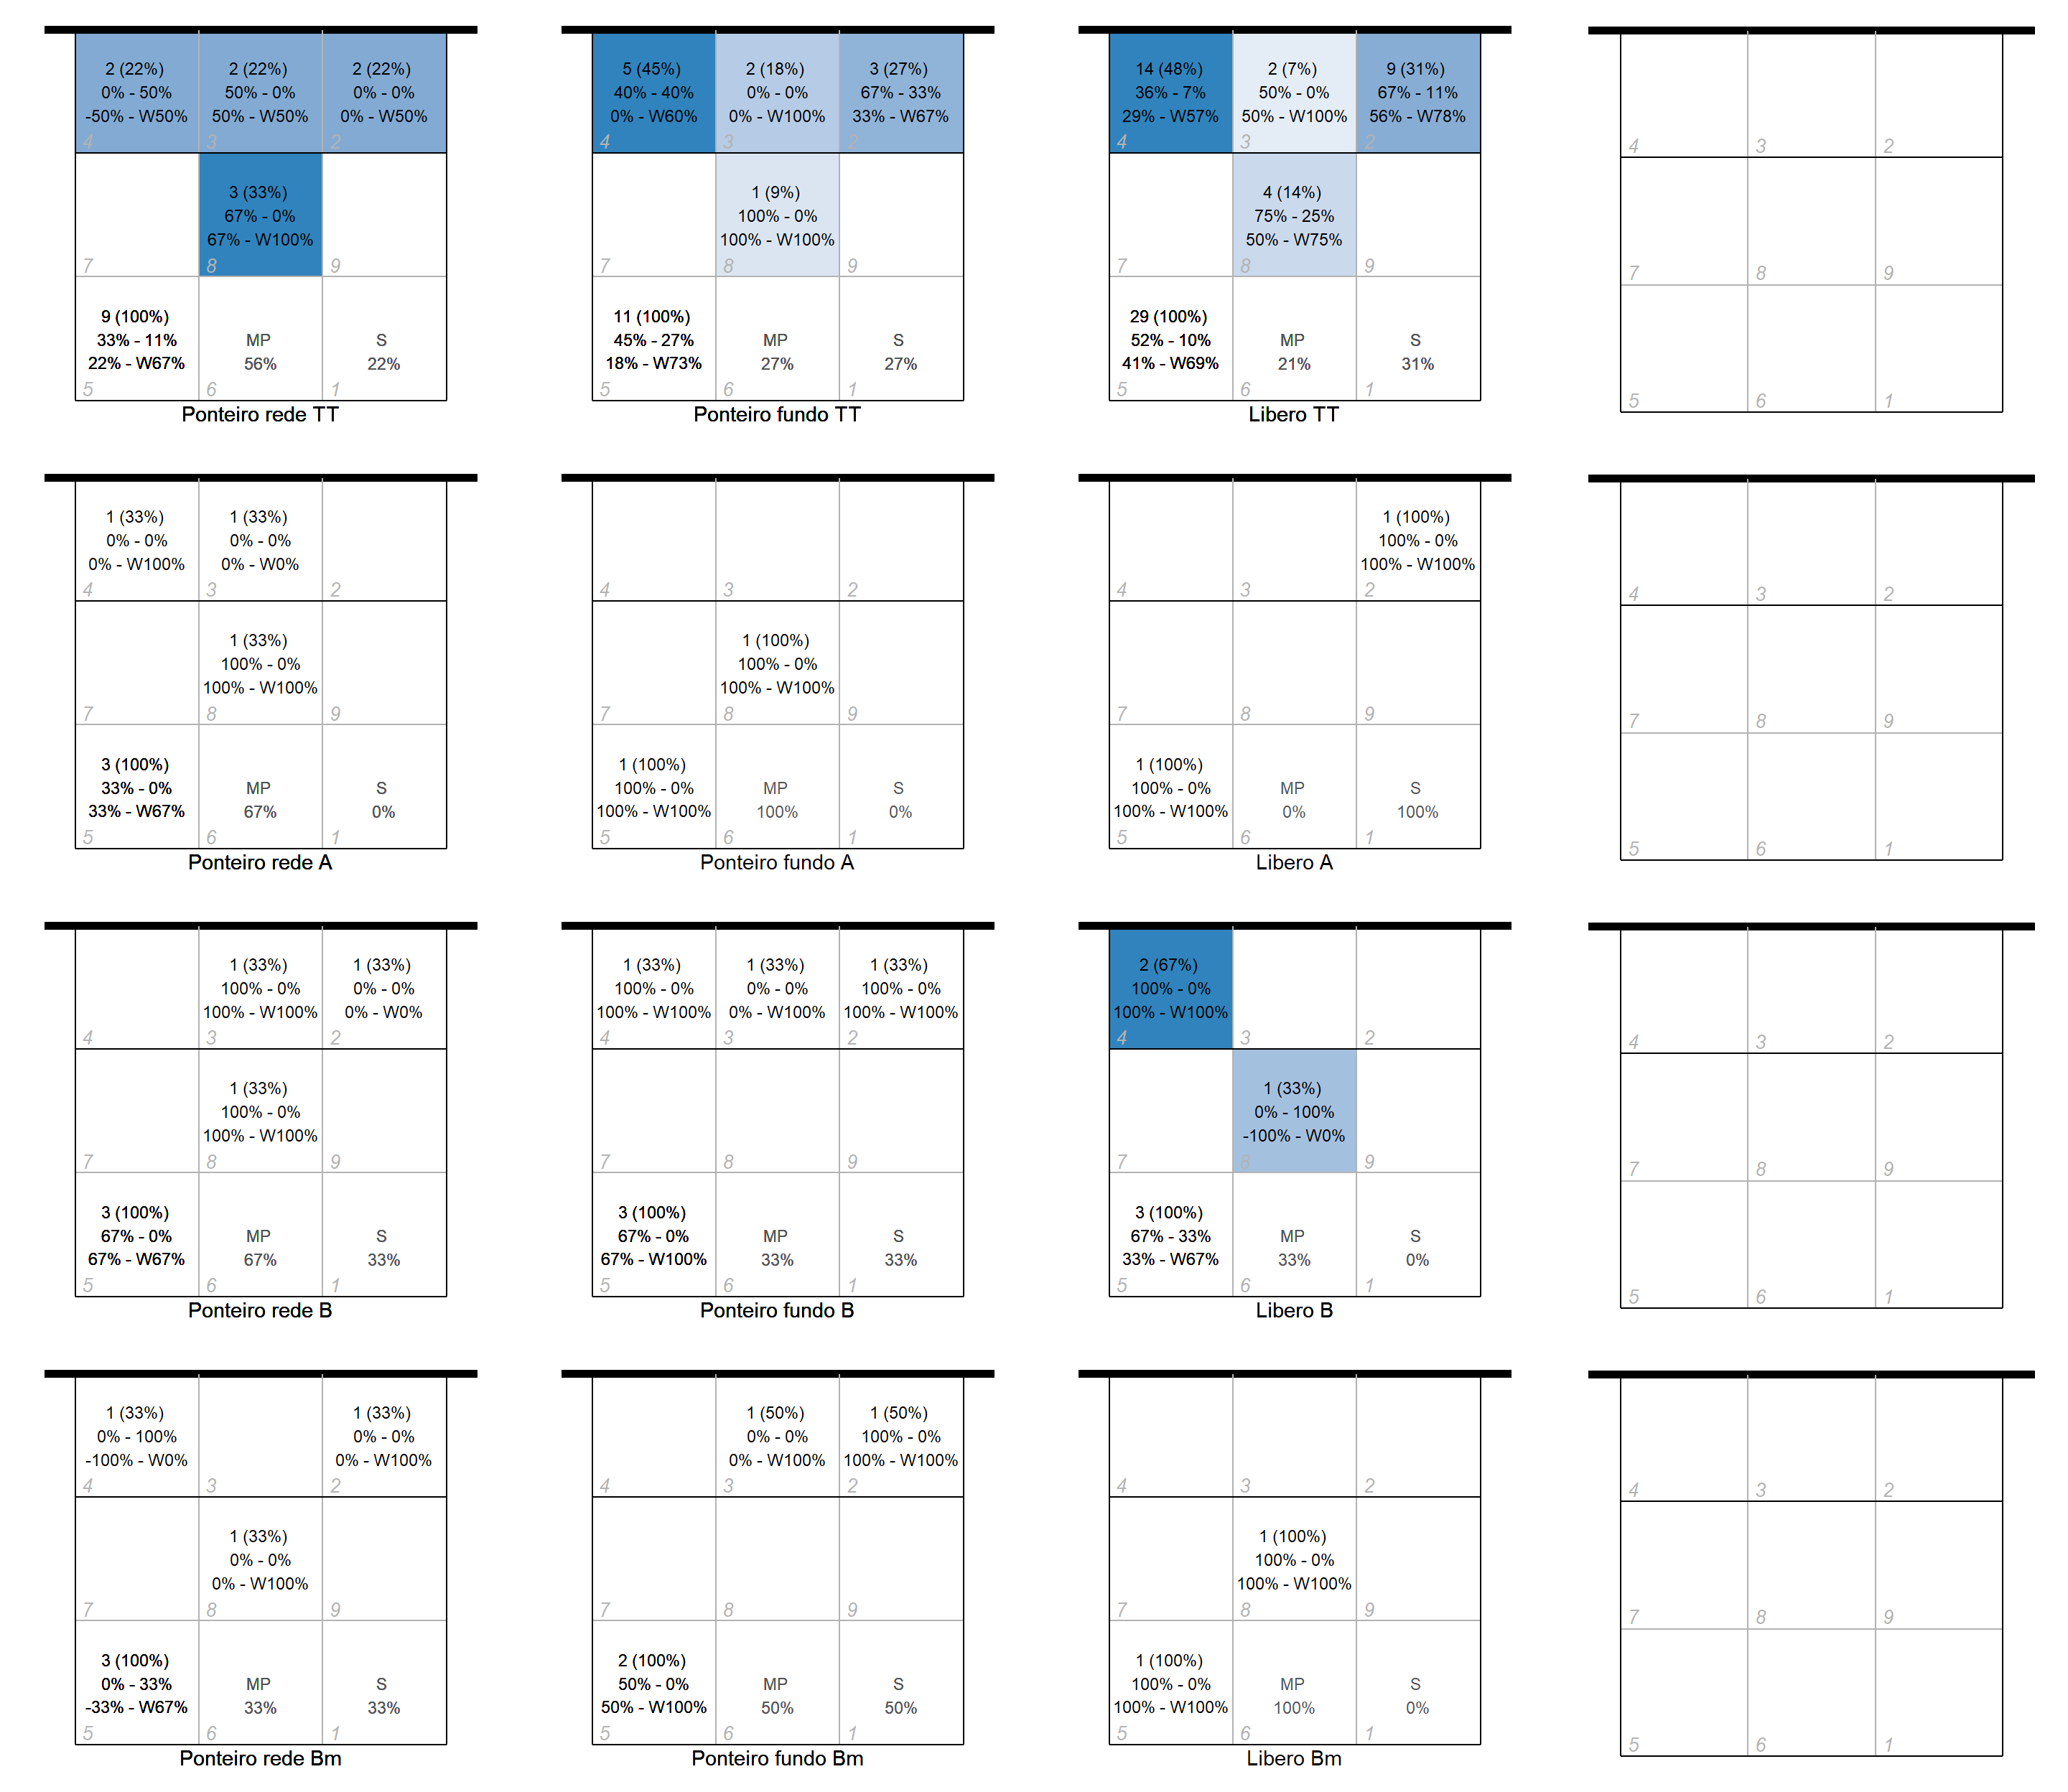 2 (22%)
0% - 50%
-50% - W50%
4
2 (22%)
50% - 0%
50% - W50%
3
2 (22%)
0% - 0%
0% - W50%
2
7
3 (33%)
67% - 0%
67% - W100%
8
9
9 (100%)
33% - 11%
22% - W67%
5
MP
56%
6
S
22%
1
Ponteiro rede TT
5 (45%)
40% - 40%
0% - W60%
4
2 (18%)
0% - 0%
0% - W100%
3
3 (27%)
67% - 33%
33% - W67%
2
7
1 (9%)
100% - 0%
100% - W100%
8
9
11 (100%)
45% - 27%
18% - W73%
5
MP
27%
6
S
27%
1
Ponteiro fundo TT
14 (48%)
36% - 7%
29% - W57%
4
2 (7%)
50% - 0%
50% - W100%
3
9 (31%)
67% - 11%
56% - W78%
2
7
4 (14%)
75% - 25%
50% - W75%
8
9
29 (100%)
52% - 10%
41% - W69%
5
MP
21%
6
S
31%
1
Libero TT
4
3
2
7
8
9
5
6
1
1 (33%)
0% - 0%
0% - W100%
4
1 (33%)
0% - 0%
0% - W0%
3
2
7
1 (33%)
100% - 0%
100% - W100%
8
9
3 (100%)
33% - 0%
33% - W67%
5
MP
67%
6
S
0%
1
Ponteiro rede A
4
3
2
7
1 (100%)
100% - 0%
100% - W100%
8
9
1 (100%)
100% - 0%
100% - W100%
5
MP
100%
6
S
0%
1
Ponteiro fundo A
4
3
1 (100%)
100% - 0%
100% - W100%
2
7
8
9
1 (100%)
100% - 0%
100% - W100%
5
MP
0%
6
S
100%
1
Libero A
4
3
2
7
8
9
5
6
1
4
1 (33%)
100% - 0%
100% - W100%
3
1 (33%)
0% - 0%
0% - W0%
2
7
1 (33%)
100% - 0%
100% - W100%
8
9
3 (100%)
67% - 0%
67% - W67%
5
MP
67%
6
S
33%
1
Ponteiro rede B
1 (33%)
100% - 0%
100% - W100%
4
1 (33%)
0% - 0%
0% - W100%
3
1 (33%)
100% - 0%
100% - W100%
2
7
8
9
3 (100%)
67% - 0%
67% - W100%
5
MP
33%
6
S
33%
1
Ponteiro fundo B
2 (67%)
100% - 0%
100% - W100%
4
3
2
7
1 (33%)
0% - 100%
-100% - W0%
8
9
3 (100%)
67% - 33%
33% - W67%
5
MP
33%
6
S
0%
1
Libero B
4
3
2
7
8
9
5
6
1
1 (33%)
0% - 100%
-100% - W0%
4
3
1 (33%)
0% - 0%
0% - W100%
2
7
1 (33%)
0% - 0%
0% - W100%
8
9
3 (100%)
0% - 33%
-33% - W67%
5
MP
33%
6
S
33%
1
Ponteiro rede Bm
4
1 (50%)
0% - 0%
0% - W100%
3
1 (50%)
100% - 0%
100% - W100%
2
7
8
9
2 (100%)
50% - 0%
50% - W100%
5
MP
50%
6
S
50%
1
Ponteiro fundo Bm
4
3
2
7
1 (100%)
100% - 0%
100% - W100%
8
9
1 (100%)
100% - 0%
100% - W100%
5
MP
100%
6
S
0%
1
Libero Bm
4
3
2
7
8
9
5
6
1